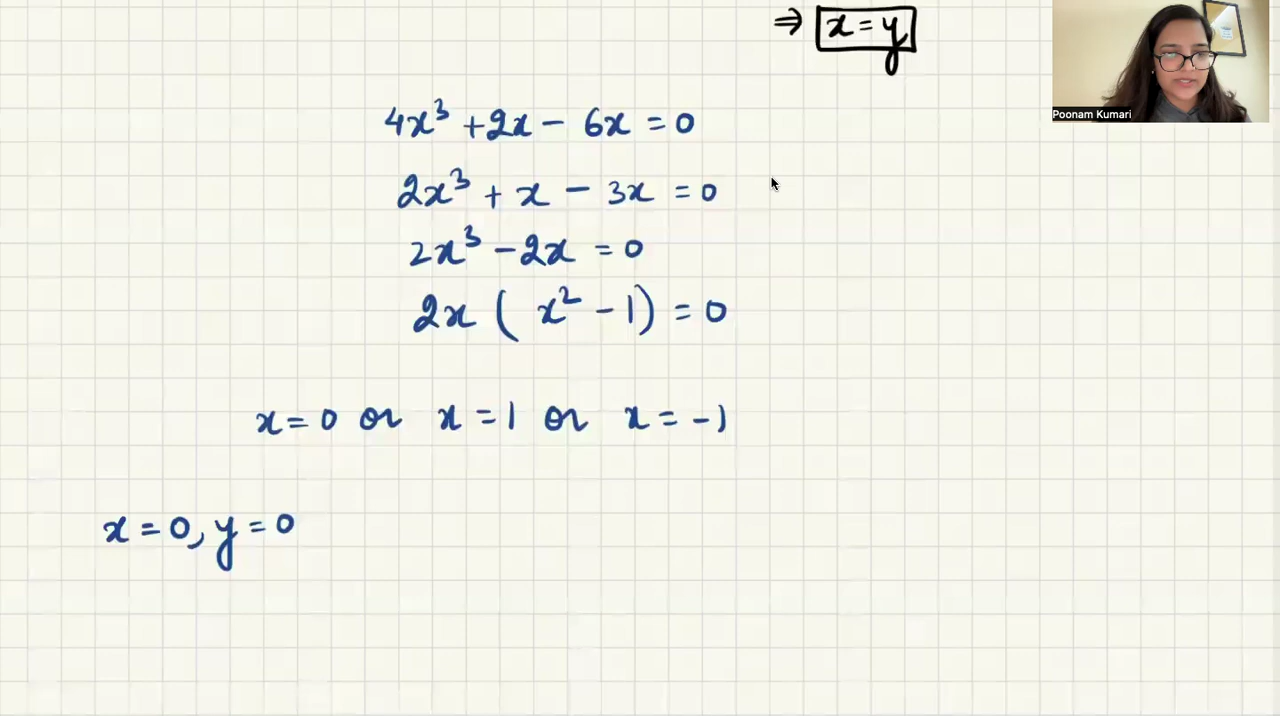 ⇒ x = y
Poonam Kumari
4x³ + 2x − 6x = 0
2x³ + x − 3x = 0
2x³ − 2x = 0
2x ( x² − 1) = 0
x = 0 or x = 1 or x = −1
x = 0, y = 0